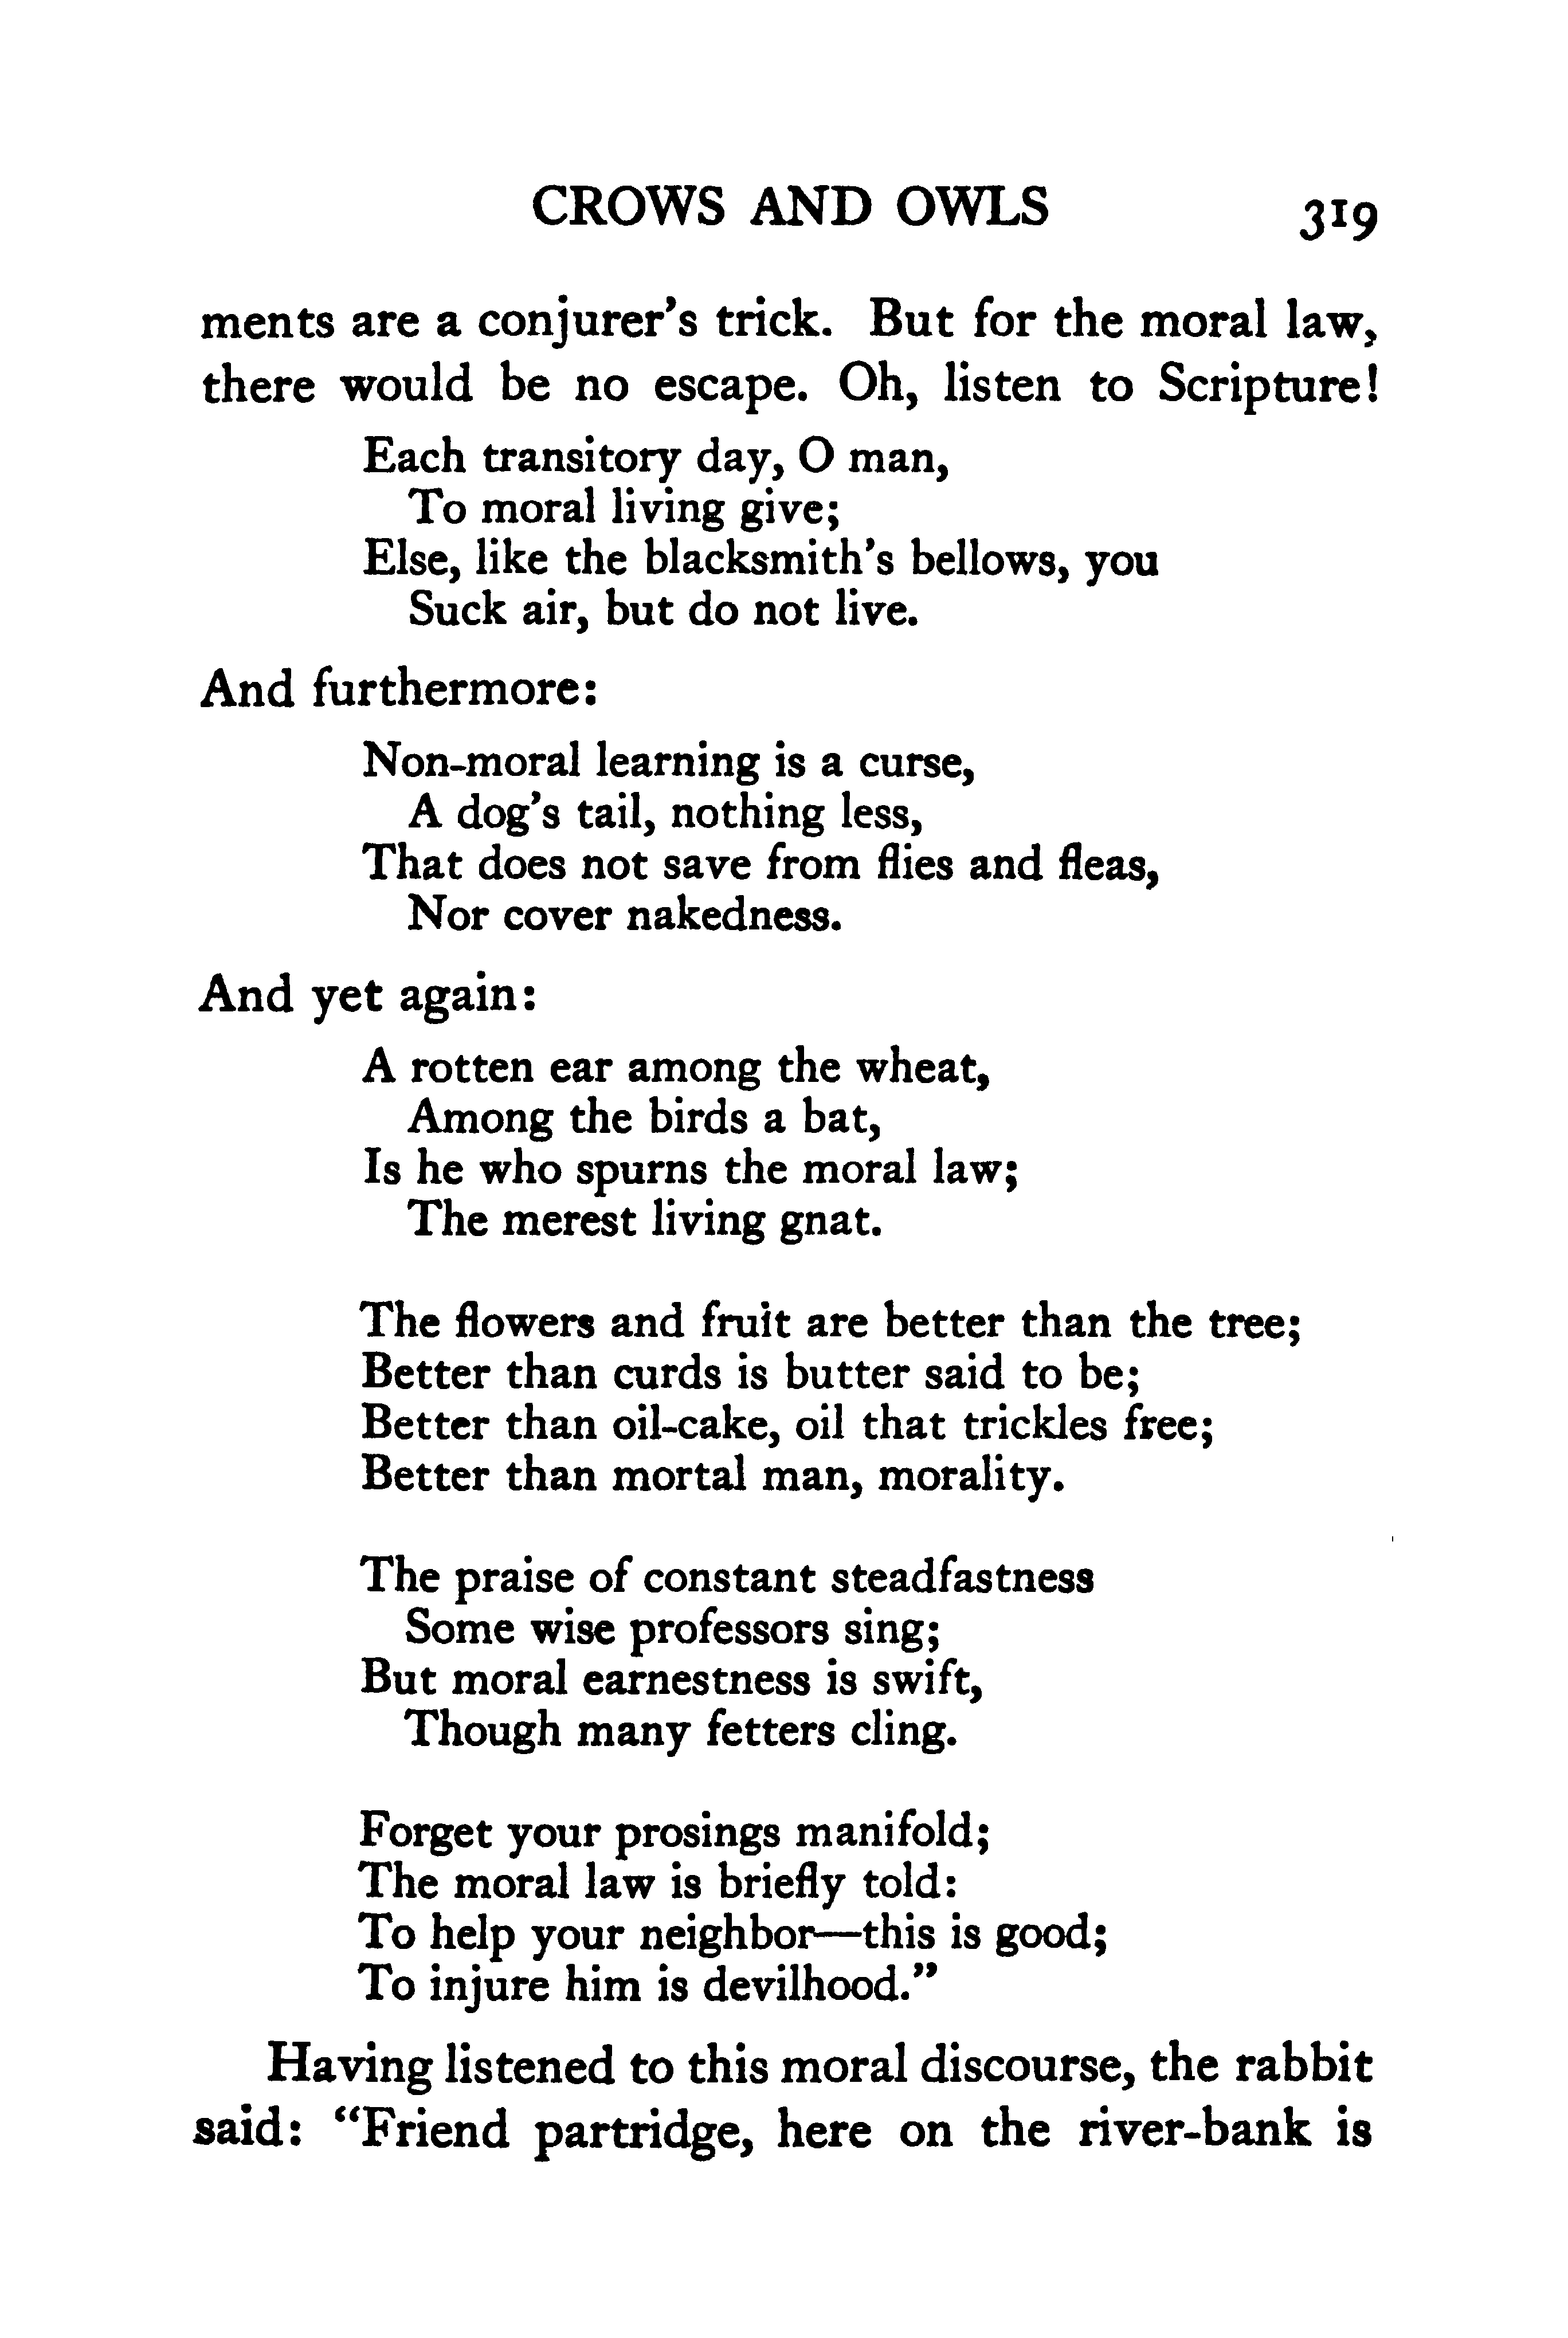 CROWS AND OWLS 319
ments are a conjurer's trick. But for the moral law,
there would be no escape. Oh, listen to Scripture!
Each transitory day, O man,
To moral living give;
Else, like the blacksmith's bellows, you
Suck air, but do not live.
And furthermore:
Non-moral learning is a curse,
A dog's tail, nothing less,
That does not save from flies and fleas,
Nor cover nakedness.
And yet again:
A rotten ear among the wheat,
Among the birds a bat,
Is he who spurns the moral law;
The merest living gnat.
The flowers and fruit are better than the tree;
Better than curds is butter said to be;
Better than oil-cake, oil that trickles free;
Better than mortal man, morality.
The praise of constant steadfastness
Some wise professors sing;
But moral earnestness is swift,
Though many fetters cling.
Forget your prosings manifold;
The moral law is briefly told:
To help your neighbor—this is good;
To injure him is devilhood."
Having listened to this moral discourse, the rabbit
said: "Friend partridge, here on the river-bank is